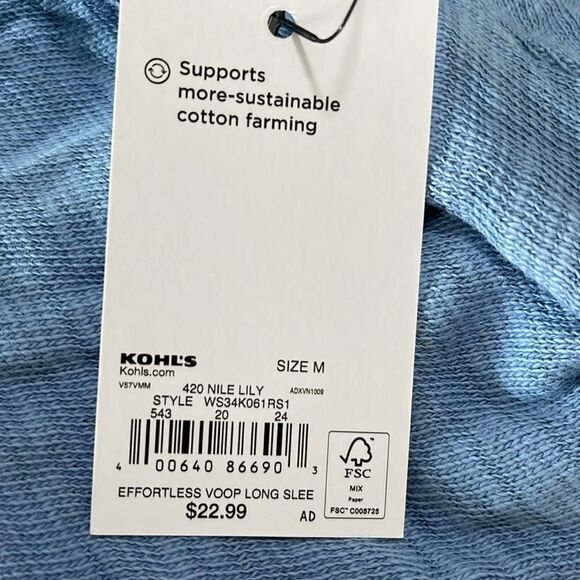 Supports
more-sustainable
cotton farming
KOHL'S
Kohls.com
SIZE M
V57VMM
420 NILE LILY
ADXVN1009
STYLE WS34K061RS1
543 20 24
4 00640 86690 3
EFFORTLESS VOOP LONG SLEE
$22.99
AD
FSC
MIX
Paper
FSC™ C005725